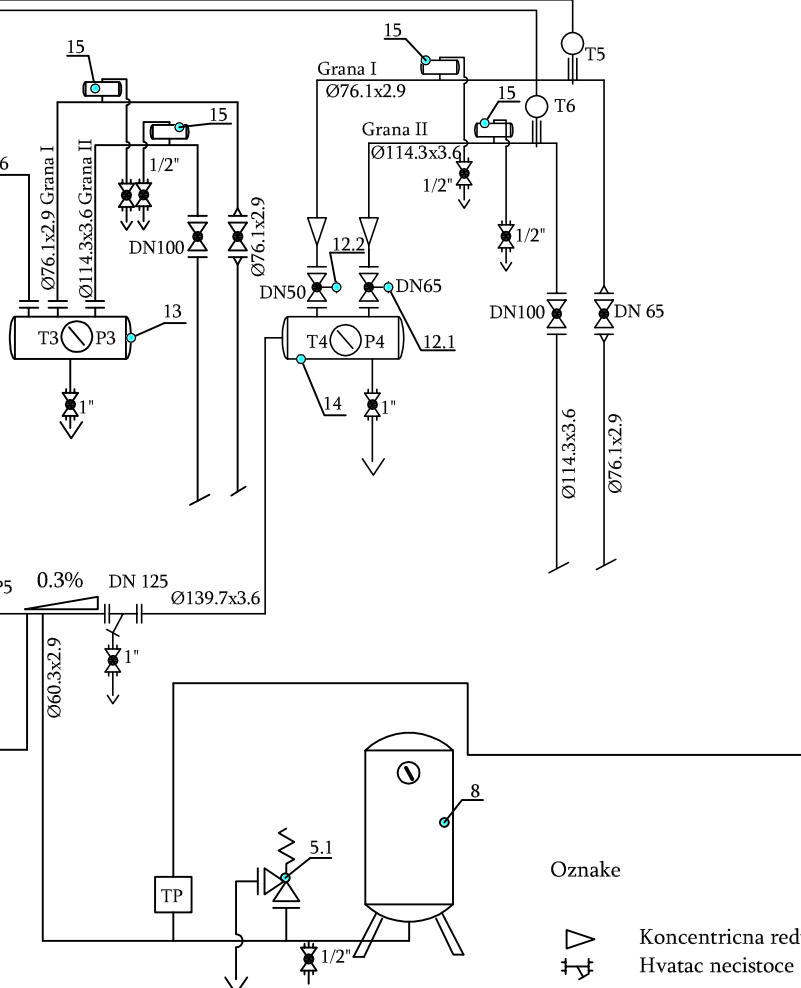 15
15
T5
Grana I
Ø76.1x2.9
15
15
T6
Grana II
Ø114.3x3.6
6
Ø76.1x2.9 Grana I
Ø114.3x3.6 Grana II
1/2"
1/2"
1/2"
DN100
Ø76.1x2.9
12.2
DN50
DN65
DN100
DN 65
13
T3
P3
T4
P4
12.1
14
1"
1"
Ø114.3x3.6
Ø76.1x2.9
P5
0.3%
DN 125
Ø139.7x3.6
Ø60.3x2.9
1"
8
5.1
TP
1/2"
Oznake
Koncentricna red
Hvatac necistoce